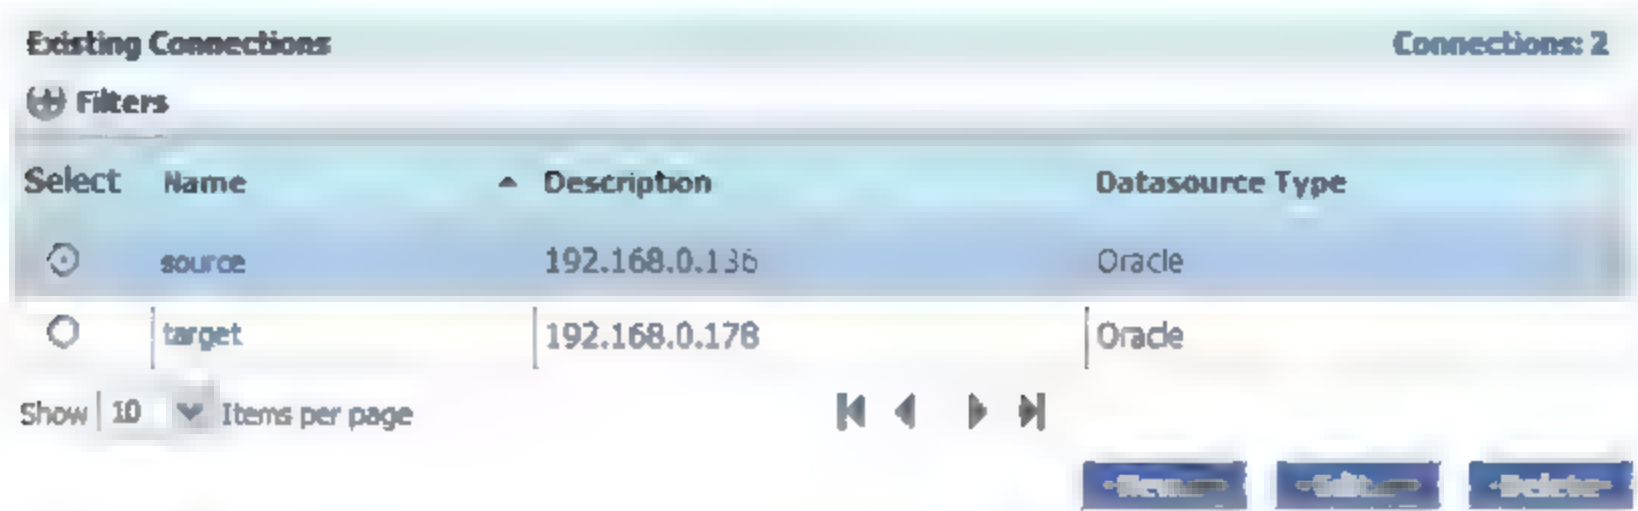 Existing Connections Connections: 2
Filters
Select Name Description Datasource Type
source 192.168.0.136 Oracle
target 192.168.0.178 Oracle
Show 10 Items per page
Delete